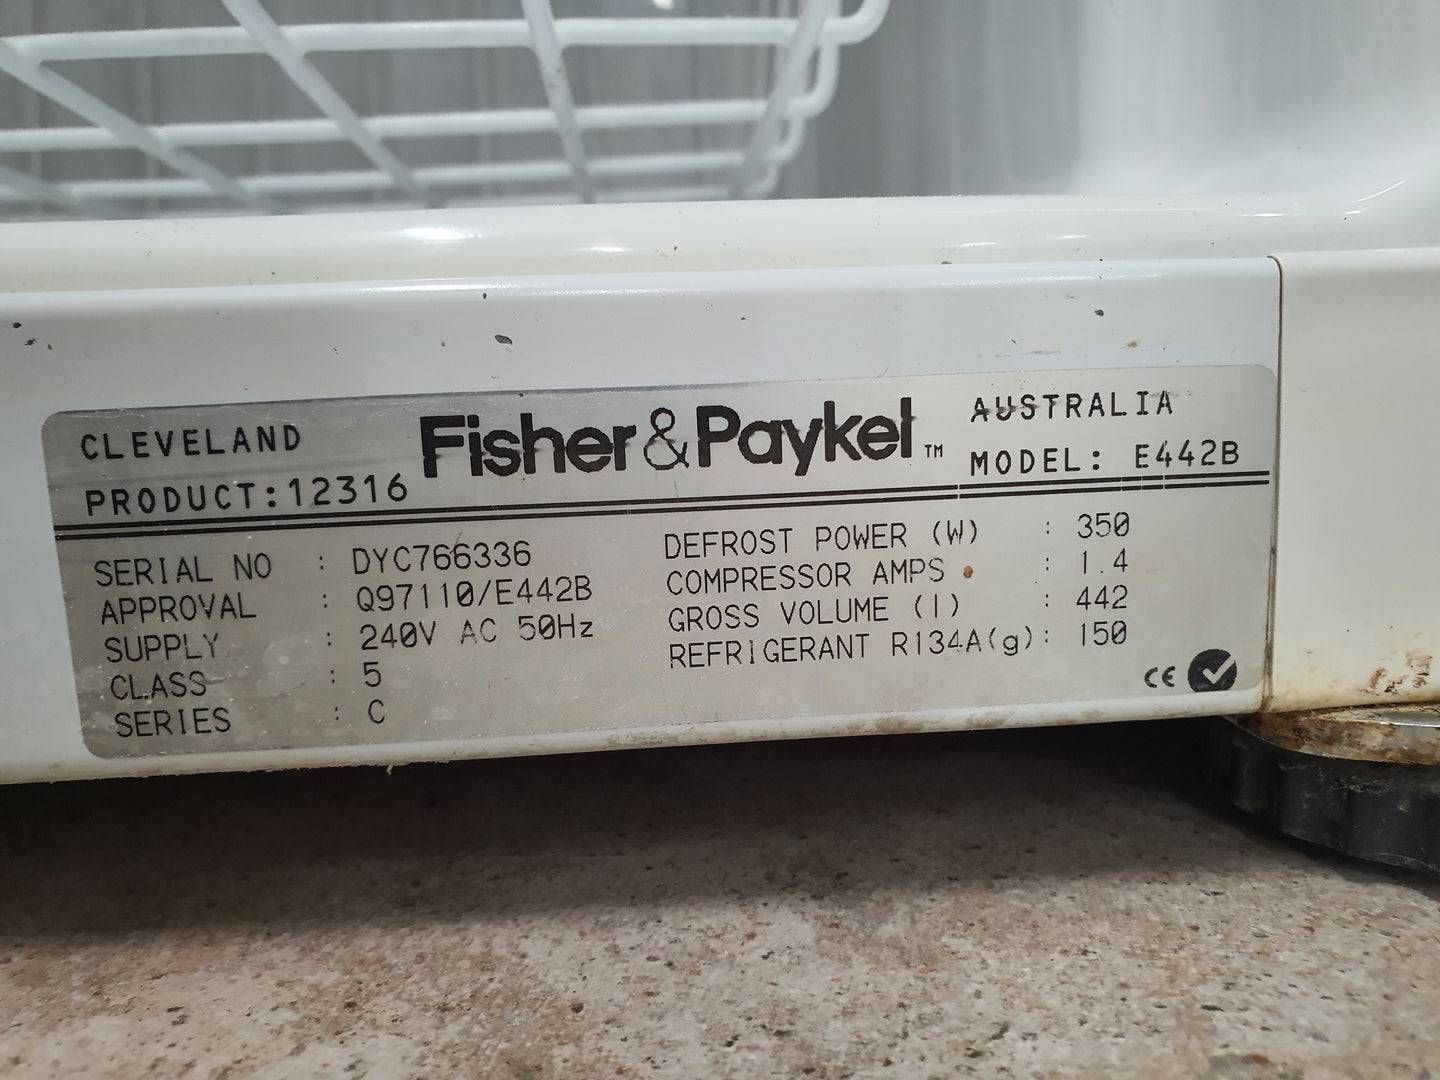 CLEVELAND
PRODUCT:12316
Fisher&Paykel™
AUSTRALIA
MODEL: E442B
SERIAL NO : DYC766336
APPROVAL : Q97110/E442B
SUPPLY : 240V AC 50Hz
CLASS : 5
SERIES : C
DEFROST POWER (W) : 350
COMPRESSOR AMPS : 1.4
GROSS VOLUME (l) : 442
REFRIGERANT R134A(g): 150
CE